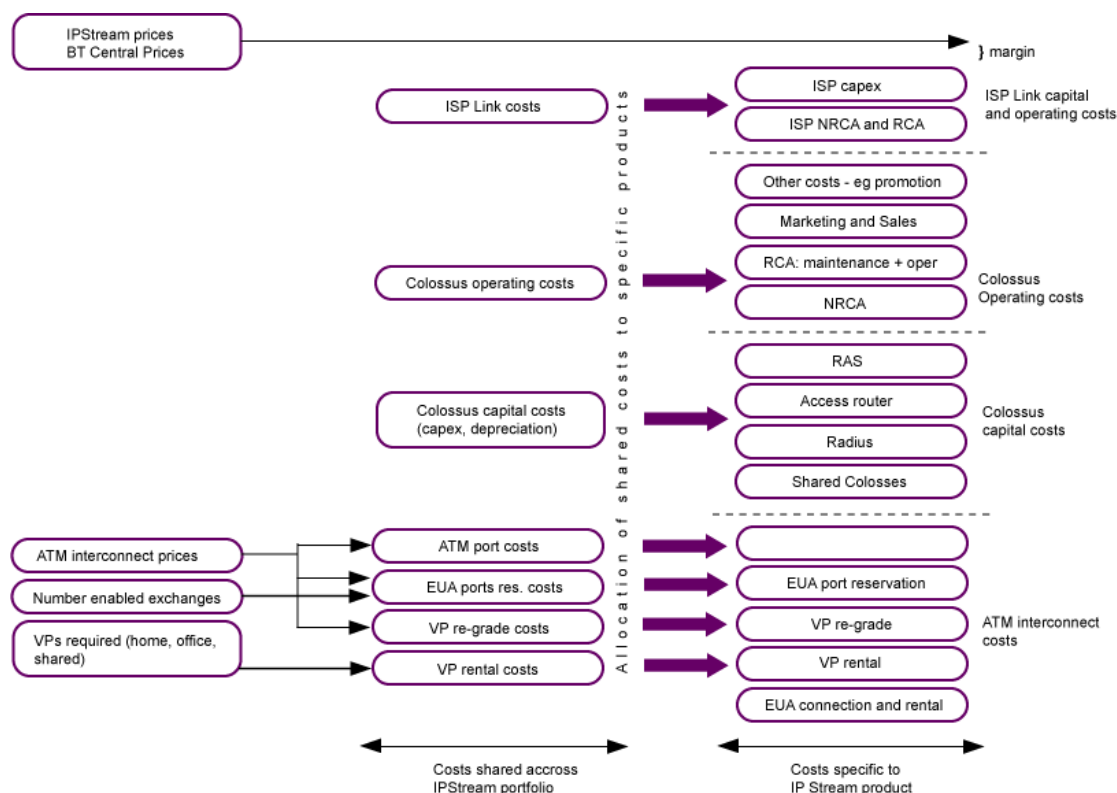 IPStream prices
BT Central Prices
} margin
ISP Link costs
ISP capex
ISP NRCA and RCA
ISP Link capital
and operating costs
Allocation of shared costs to specific products
Other costs - eg promotion
Marketing and Sales
Colossus operating costs
RCA: maintenance + oper
NRCA
Colossus
Operating costs
RAS
Colossus capital costs
(capex, depreciation)
Access router
Radius
Shared Colosses
Colossus
capital costs
ATM interconnect prices
Number enabled exchanges
VPs required (home, office,
shared)
ATM port costs
EUA ports res. costs
VP re-grade costs
VP rental costs
EUA port reservation
VP re-grade
VP rental
EUA connection and rental
ATM interconnect
costs
Costs shared accross
IPStream portfolio
Costs specific to
IP Stream product